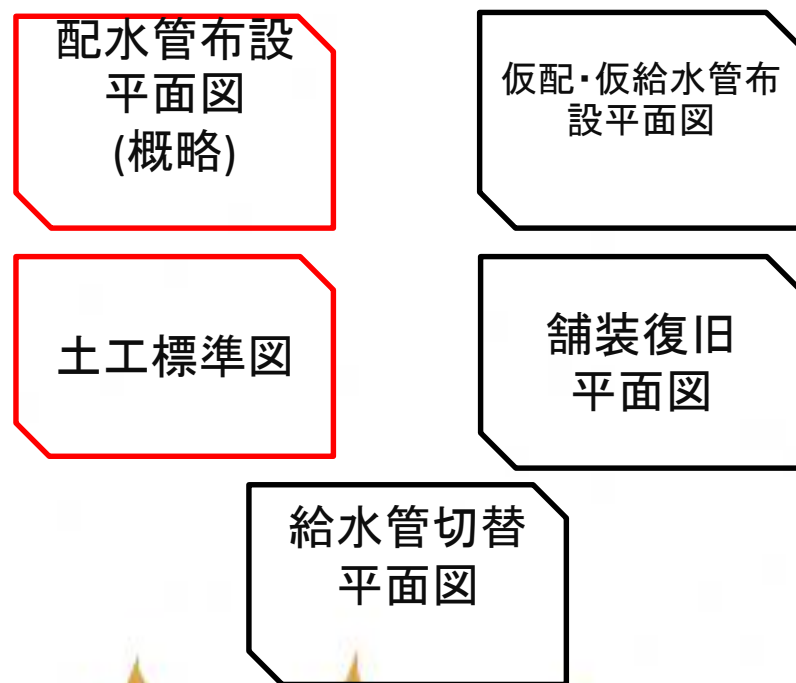 配水管布設
平面図
(概略)
仮配・仮給水管布
設平面図
土工標準図
舗装復旧
平面図
給水管切替
平面図